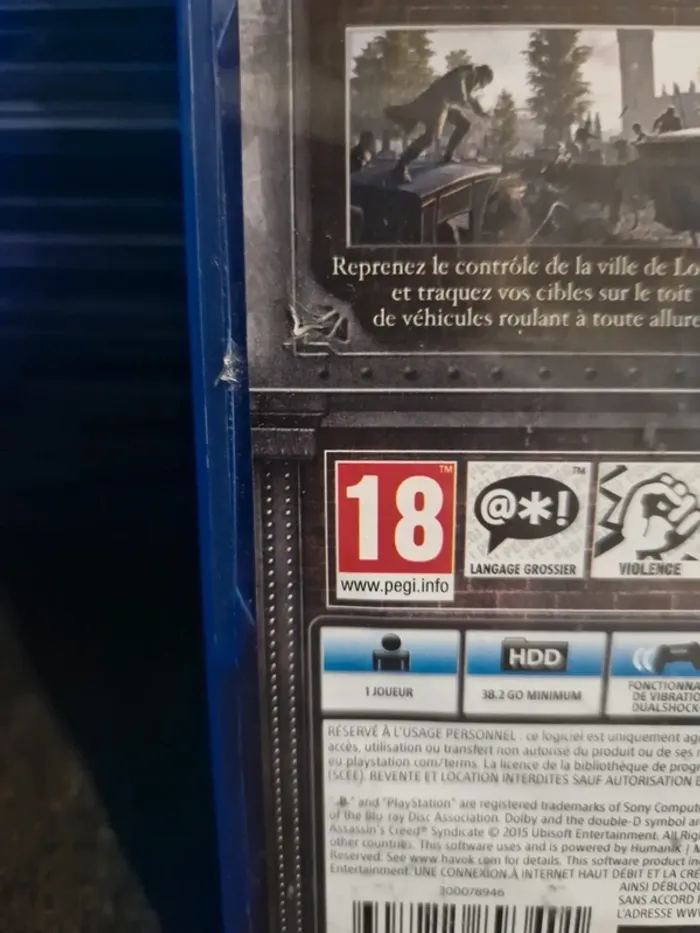 Reprenez le contrôle de la ville de Lo
et traquez vos cibles sur le toit
de véhicules roulant à toute allure
18 TM
www.pegi.info
@*! TM
LANGAGE GROSSIER
VIOLENCE
1 JOUEUR
HDD
38.2 GO MINIMUM
FONCTIONNA
DE VIBRATIO
DUALSHOCK
RÉSERVÉ À L'USAGE PERSONNEL : ce logiciel est uniquement ag
accès, utilisation ou transfert non autorisé du produit ou de ses
eu.playstation.com/terms. La licence de la bibliothèque de prog
(SCEE). REVENTE ET LOCATION INTERDITES SAUF AUTORISATION E
" " and "PlayStation" are registered trademarks of Sony Comput
of the Blu-ray Disc Association. Dolby and the double-D symbol ar
Assassin's Creed® Syndicate © 2015 Ubisoft Entertainment. All Rig
other countries. This software uses and is powered by Humanik | M
Reserved. See www.havok.com for details. This software product in
Entertainment. UNE CONNEXION À INTERNET HAUT DÉBIT ET LA CRÉ
AINSI DÉBLOQ
300078946
SANS ACCORD
L'ADRESSE WW